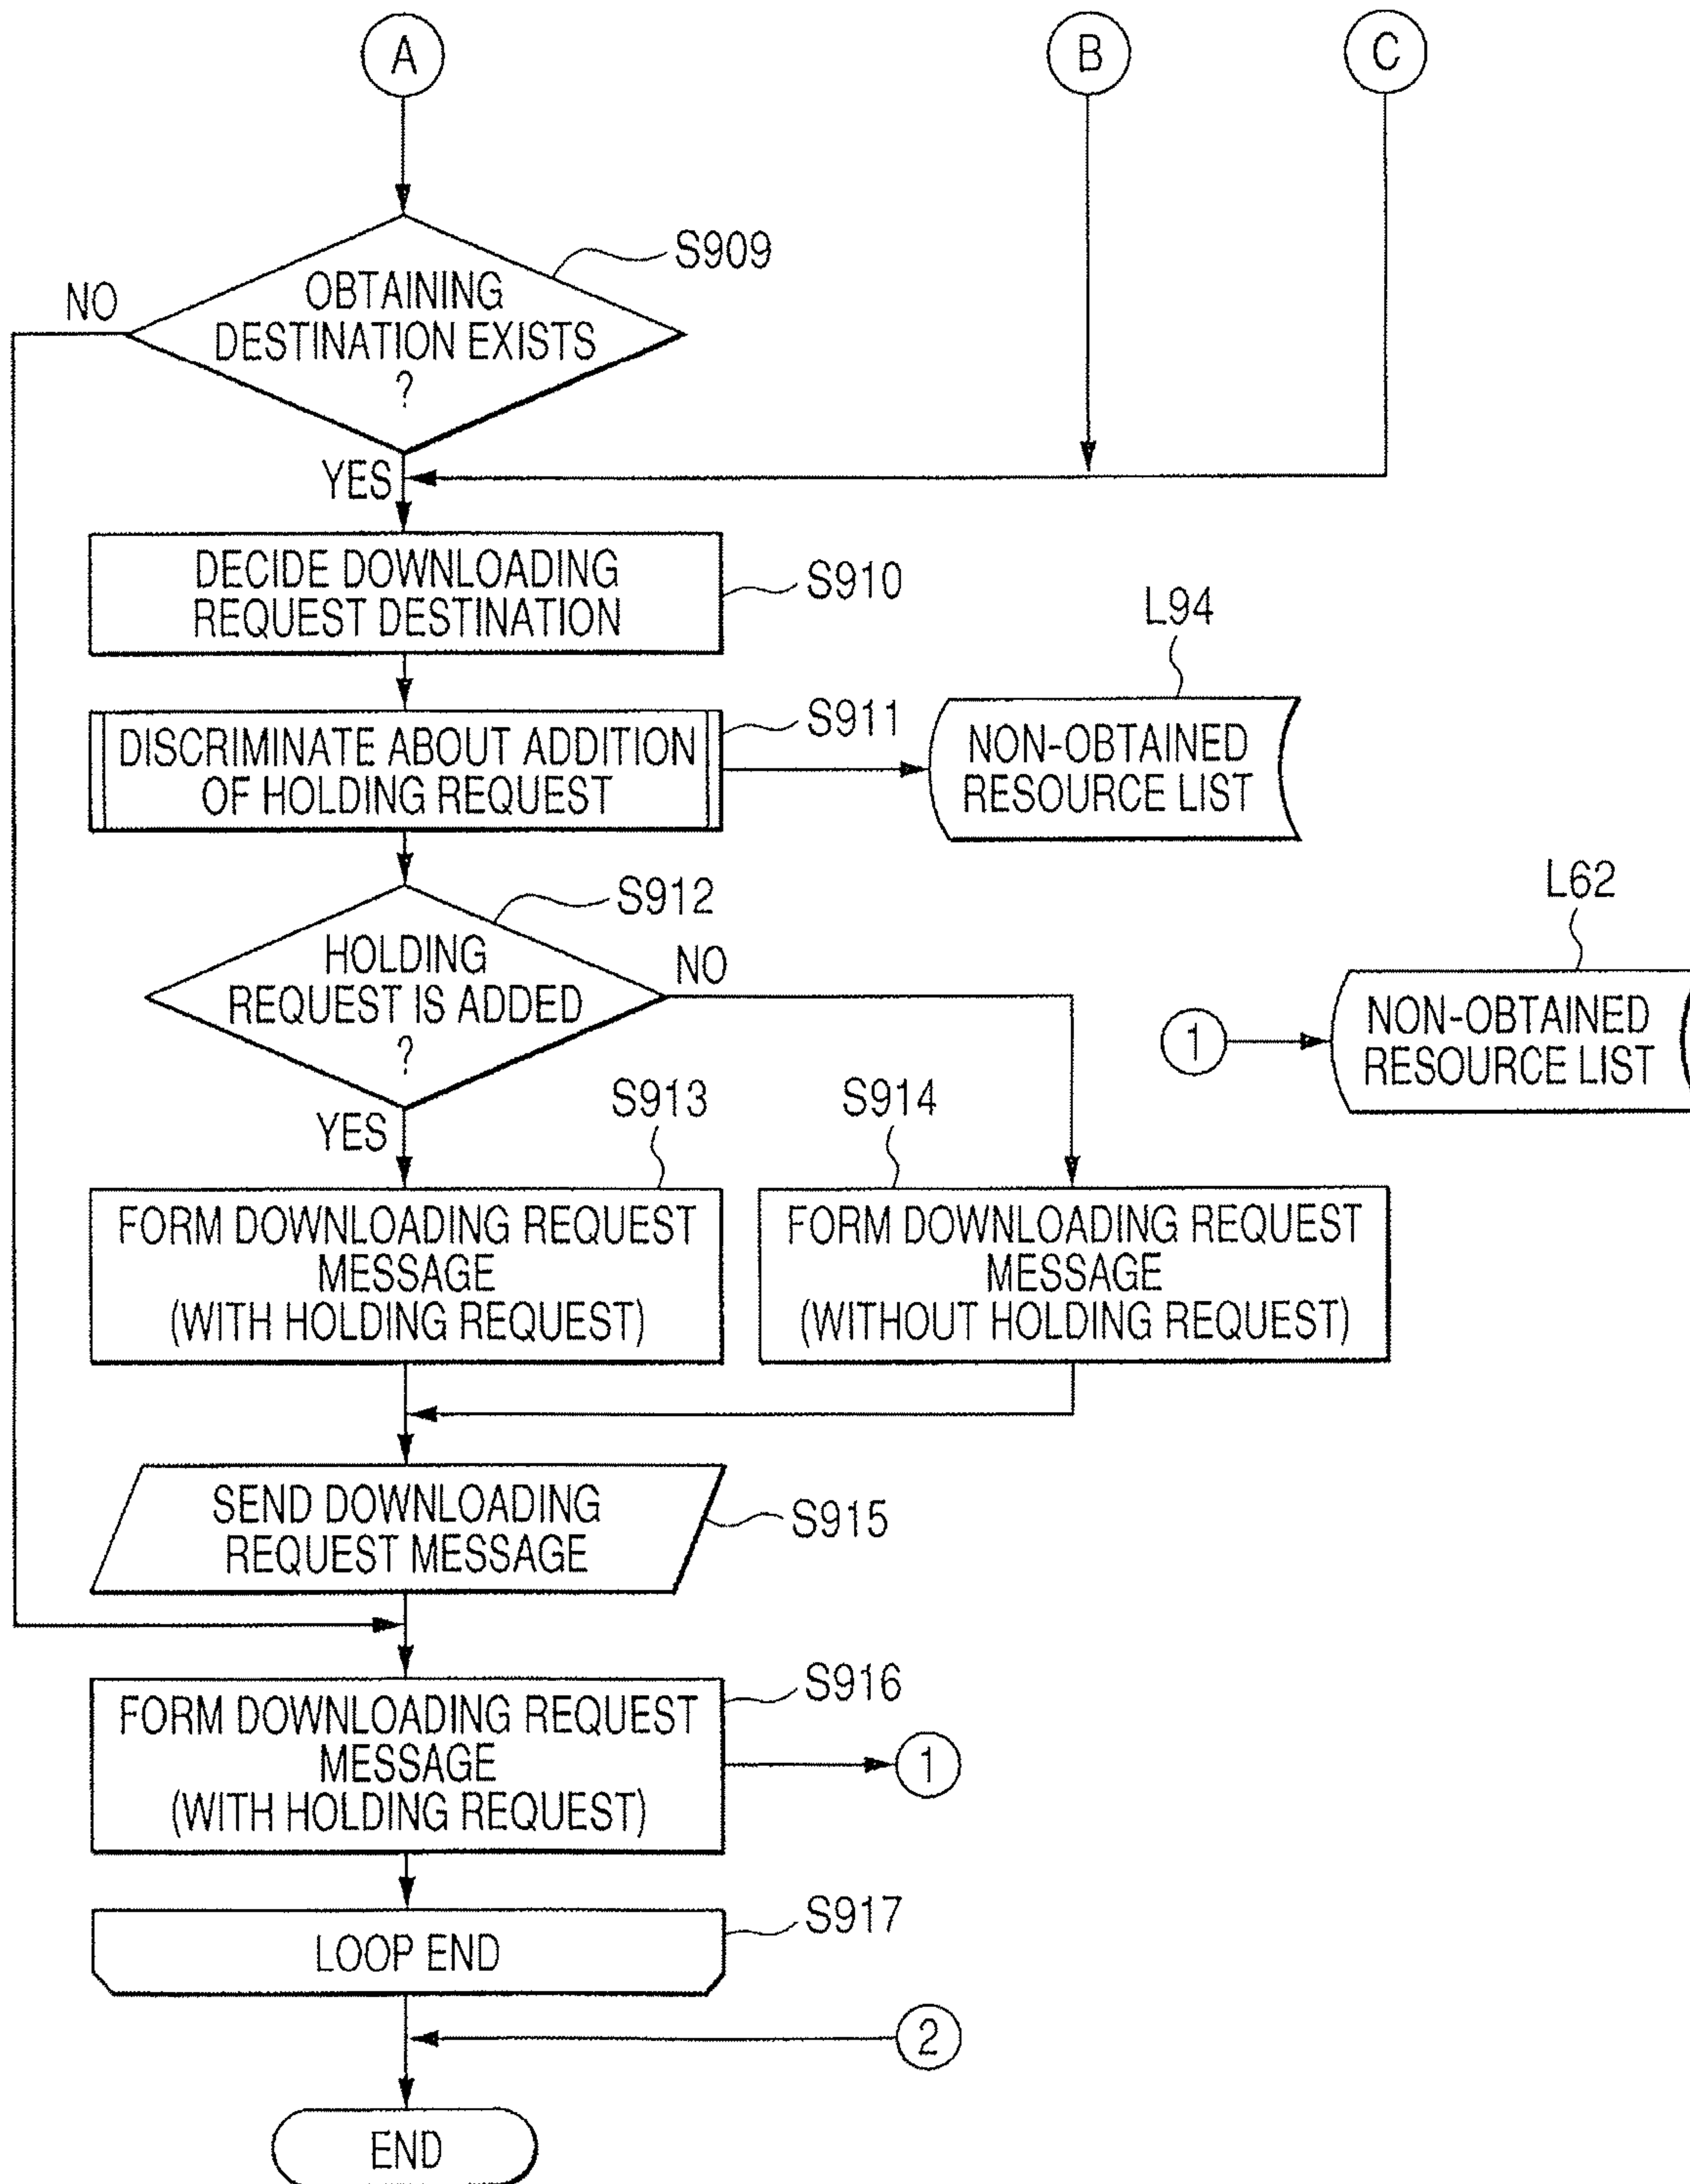 A
B
C
S909
NO
OBTAINING
DESTINATION EXISTS
?
YES
DECIDE DOWNLOADING
REQUEST DESTINATION
S910
L94
DISCRIMINATE ABOUT ADDITION
OF HOLDING REQUEST
S911
NON-OBTAINED
RESOURCE LIST
S912
HOLDING
REQUEST IS ADDED
?
NO
L62
1
NON-OBTAINED
RESOURCE LIST
YES
S913
S914
FORM DOWNLOADING REQUEST
MESSAGE
(WITH HOLDING REQUEST)
FORM DOWNLOADING REQUEST
MESSAGE
(WITHOUT HOLDING REQUEST)
SEND DOWNLOADING
REQUEST MESSAGE
S915
S916
FORM DOWNLOADING REQUEST
MESSAGE
(WITH HOLDING REQUEST)
1
S917
LOOP END
2
END